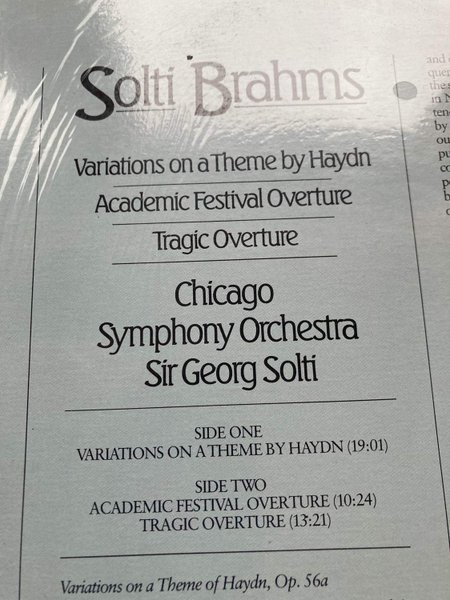 Solti Brahms
Variations on a Theme by Haydn
Academic Festival Overture
Tragic Overture
Chicago
Symphony Orchestra
Sir Georg Solti
SIDE ONE
VARIATIONS ON A THEME BY HAYDN (19:01)
SIDE TWO
ACADEMIC FESTIVAL OVERTURE (10:24)
TRAGIC OVERTURE (13:21)
Variations on a Theme of Haydn, Op. 56a